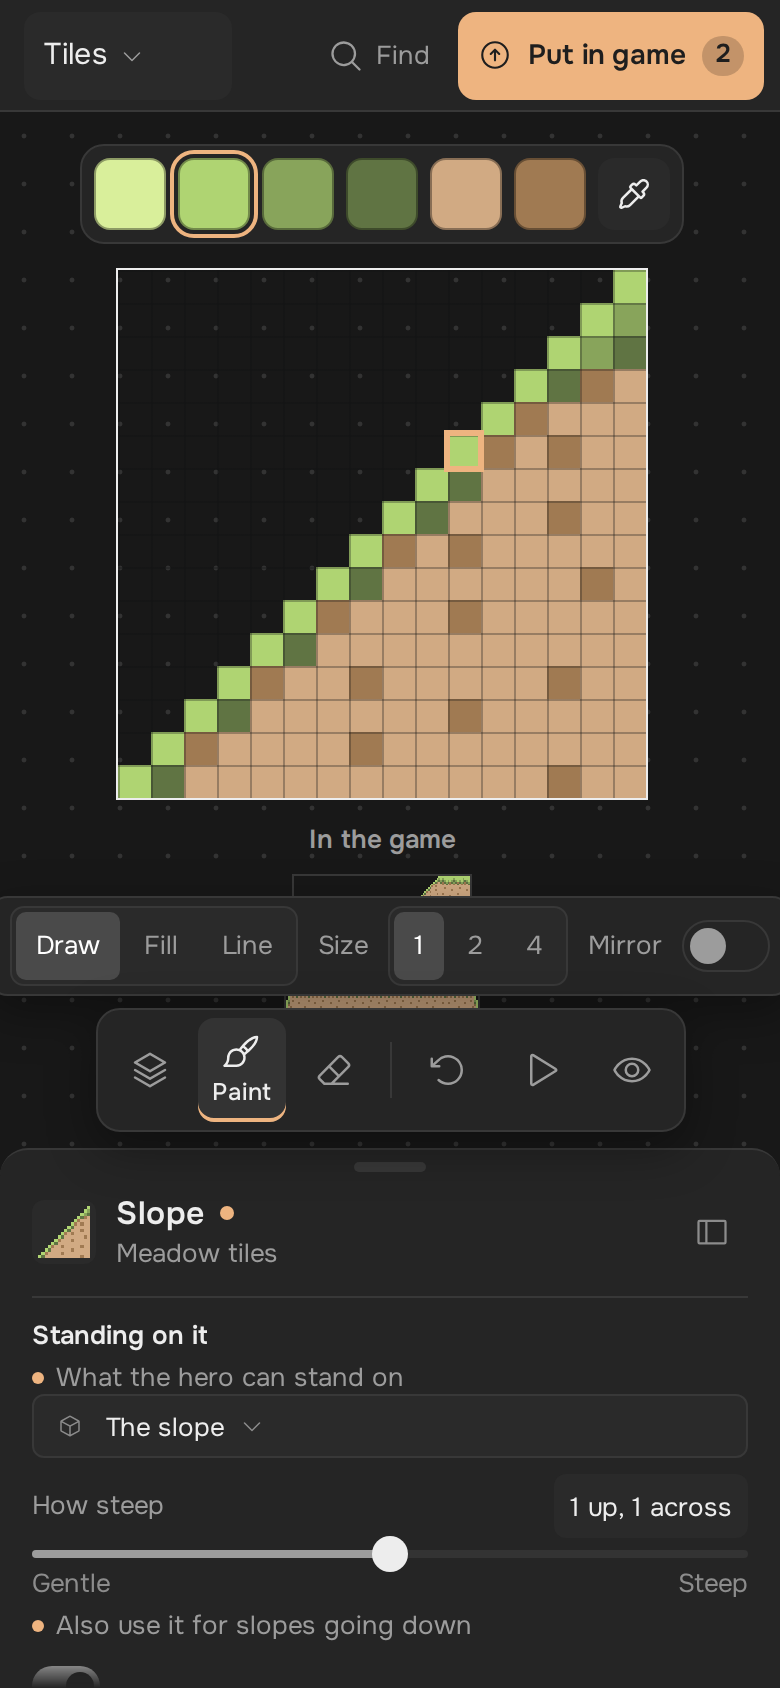 Tiles
Find
Put in game 2
In the game
Draw Fill Line Size 1 2 4 Mirror
Paint
Slope
Meadow tiles
Standing on it
What the hero can stand on
The slope
How steep
1 up, 1 across
Gentle
Steep
Also use it for slopes going down